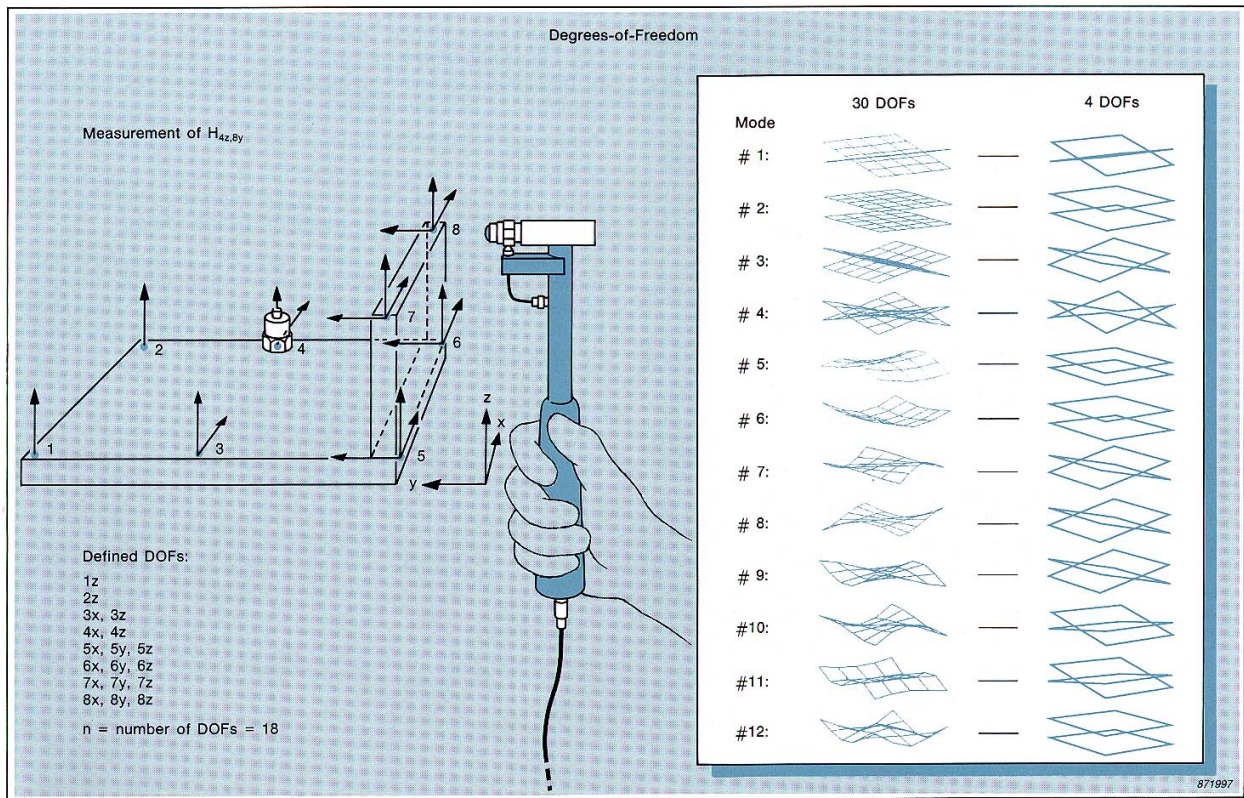 Degrees-of-Freedom
Measurement of H4z,8y
8
7
6
2
4
1
3
5
z
x
y
Defined DOFs:
1z
2z
3x, 3z
4x, 4z
5x, 5y, 5z
6x, 6y, 6z
7x, 7y, 7z
8x, 8y, 8z
n = number of DOFs = 18
30 DOFs 4 DOFs
Mode
# 1:
# 2:
# 3:
# 4:
# 5:
# 6:
# 7:
# 8:
# 9:
#10:
#11:
#12:
871997